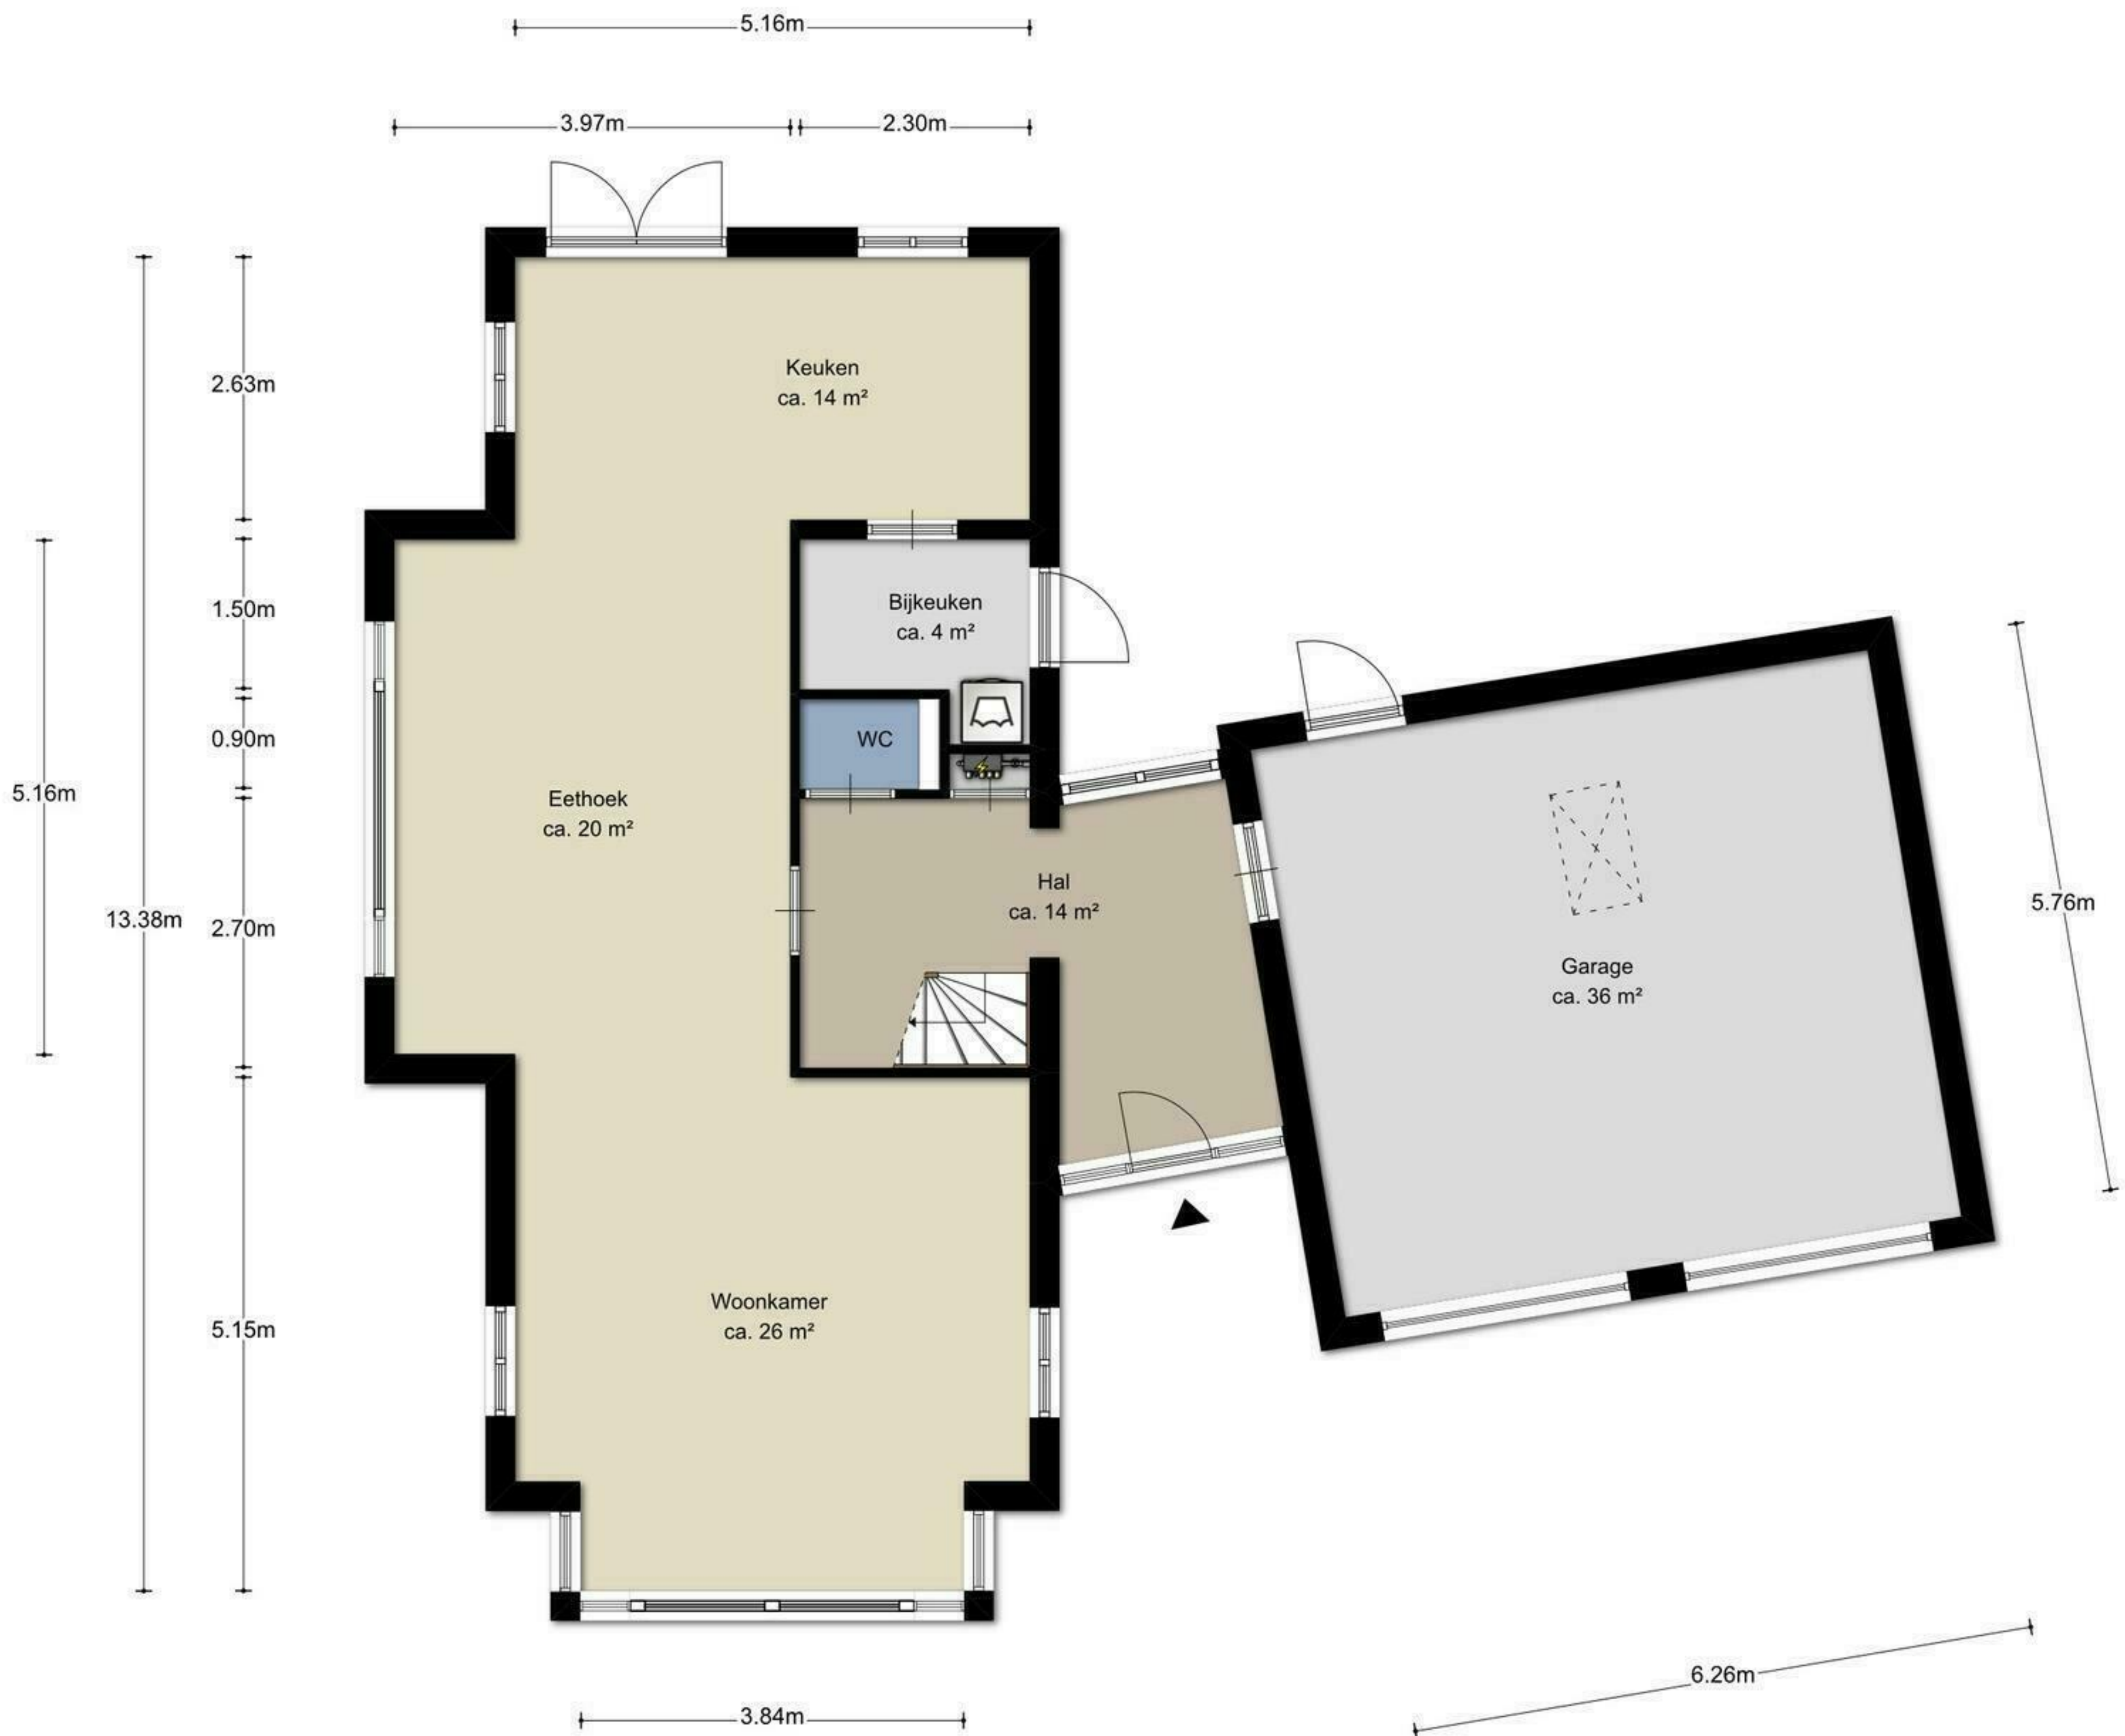 5.16m
3.97m
2.30m
Keuken
ca. 14 m²
2.63m
Bijkeuken
ca. 4 m²
1.50m
WC
0.90m
5.16m
Eethoek
ca. 20 m²
13.38m
2.70m
Hal
ca. 14 m²
5.76m
Garage
ca. 36 m²
Woonkamer
ca. 26 m²
5.15m
6.26m
3.84m